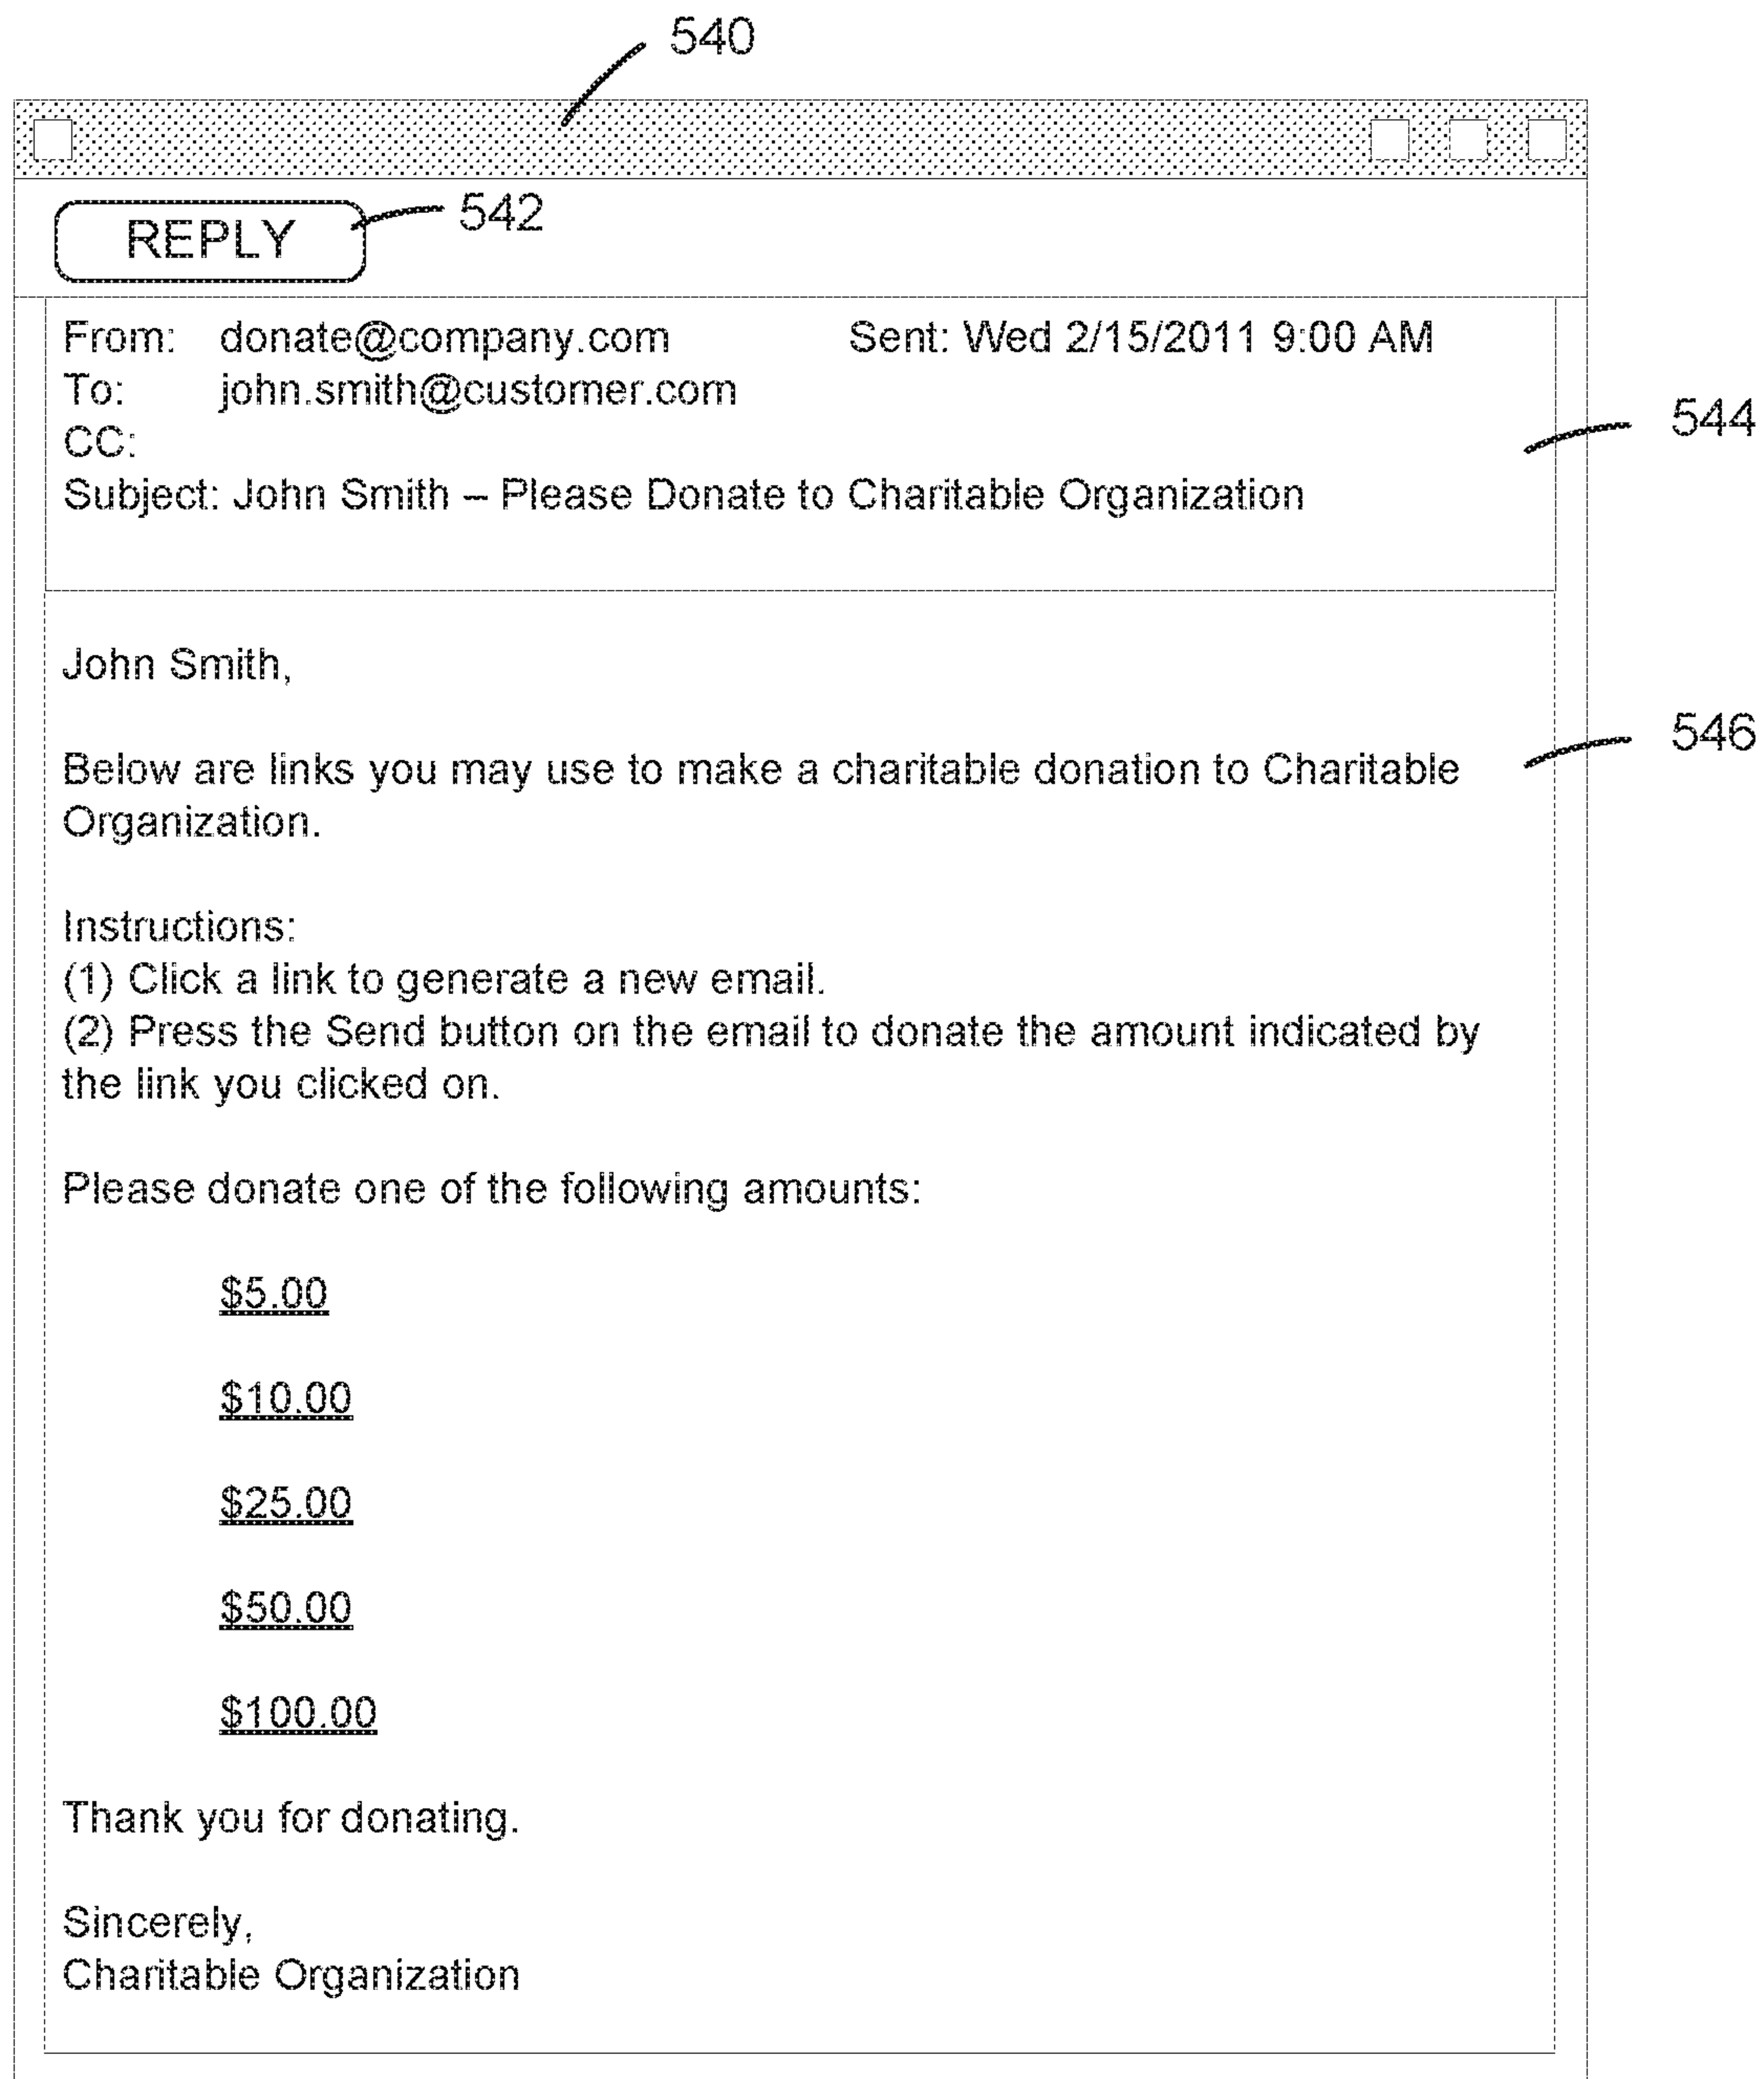 540
REPLY 542
From: donate@company.com Sent: Wed 2/15/2011 9:00 AM
To: john.smith@customer.com
CC:
544
Subject: John Smith – Please Donate to Charitable Organization
John Smith,
546
Below are links you may use to make a charitable donation to Charitable
Organization.
Instructions:
(1) Click a link to generate a new email.
(2) Press the Send button on the email to donate the amount indicated by
the link you clicked on.
Please donate one of the following amounts:
$5.00
$10.00
$25.00
$50.00
$100.00
Thank you for donating.
Sincerely,
Charitable Organization